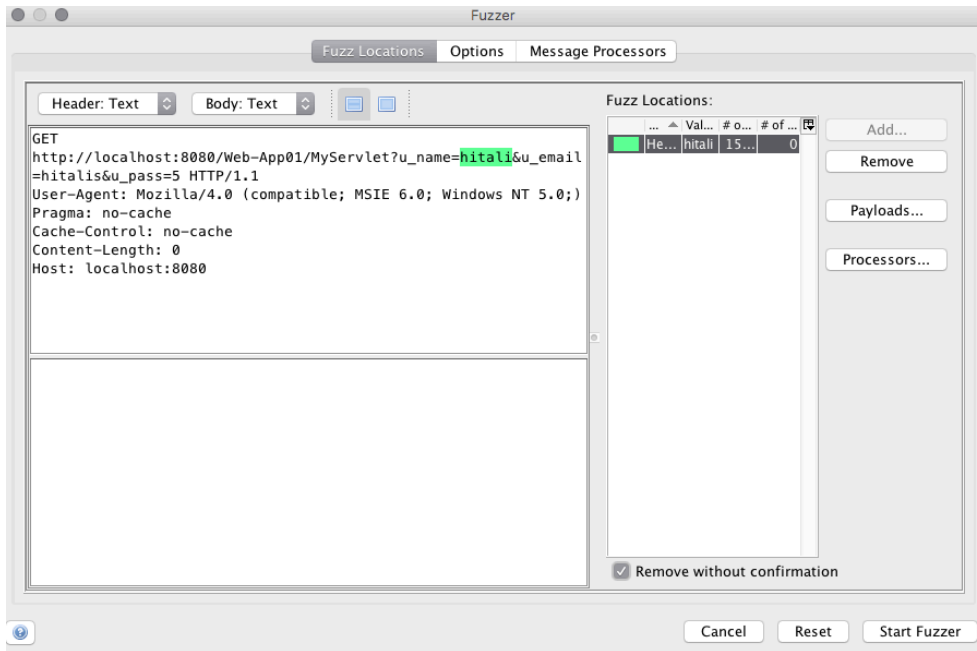 Fuzzer
Fuzz Locations Options Message Processors
Header: Text Body: Text
GET
http://localhost:8080/Web-App01/MyServlet?u_name=hitali&u_email
=hitalis&u_pass=5 HTTP/1.1
User-Agent: Mozilla/4.0 (compatible; MSIE 6.0; Windows NT 5.0;)
Pragma: no-cache
Cache-Control: no-cache
Content-Length: 0
Host: localhost:8080
Fuzz Locations:
... Val... # o... # of ...
He... hitali 15... 0
Add...
Remove
Payloads...
Processors...
Remove without confirmation
Cancel Reset Start Fuzzer